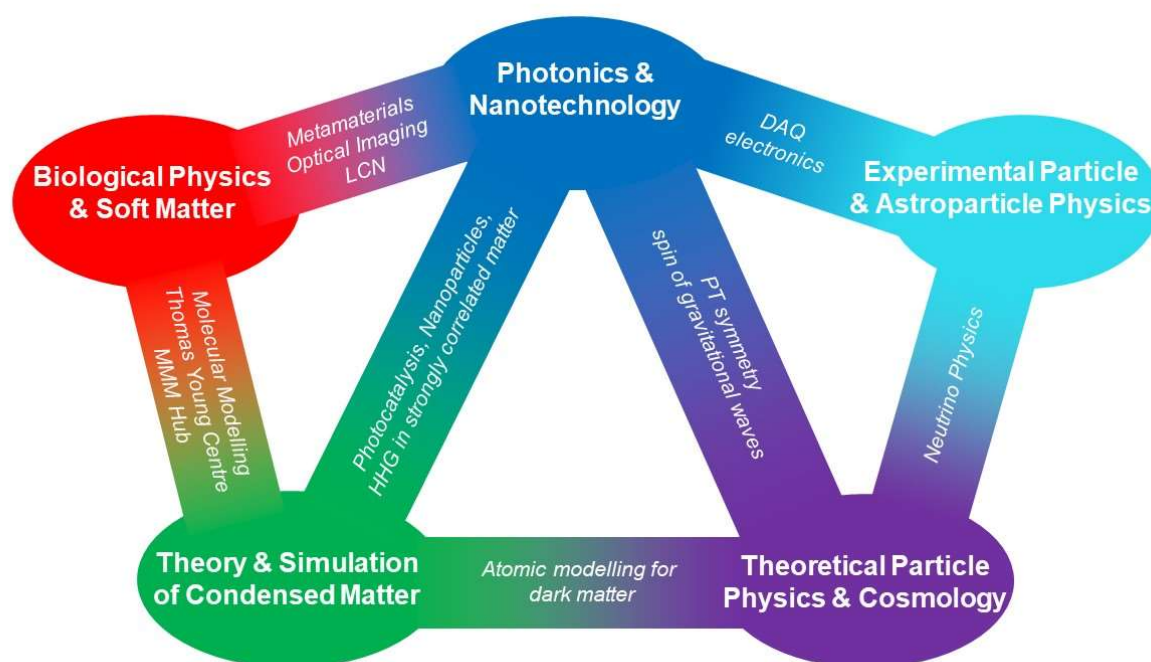 Photonics &
Nanotechnology
Metamaterials
Optical Imaging
LCN
DAQ
electronics
Biological Physics
& Soft Matter
Experimental Particle
& Astroparticle Physics
Photocatalysis, Nanoparticles,
HHG in strongly correlated matter
PT symmetry
spin of gravitational waves
Molecular Modelling
Thomas Young Centre
MMM Hub
Neutrino Physics
Theory & Simulation
of Condensed Matter
Atomic modelling for
dark matter
Theoretical Particle
Physics & Cosmology